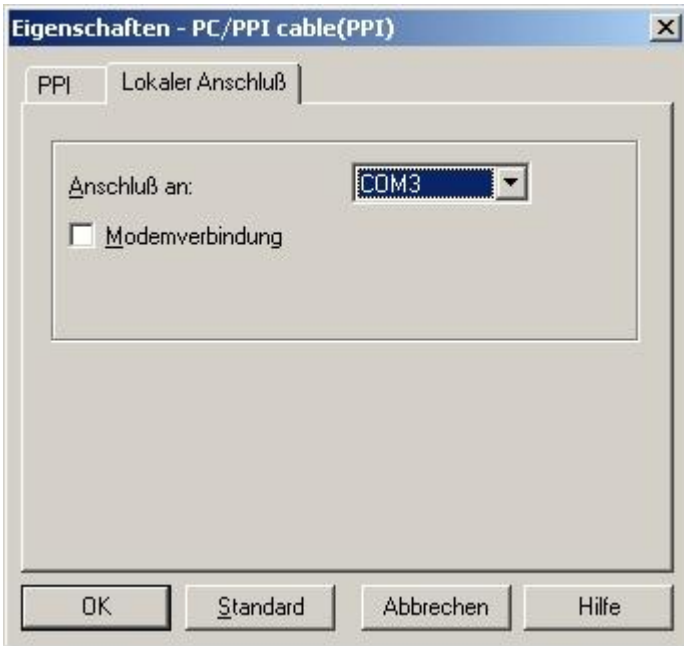 Eigenschaften - PC/PPI cable(PPI)
PPI
Lokaler Anschluß
Anschluß an:
COM3
Modemverbindung
OK
Standard
Abbrechen
Hilfe